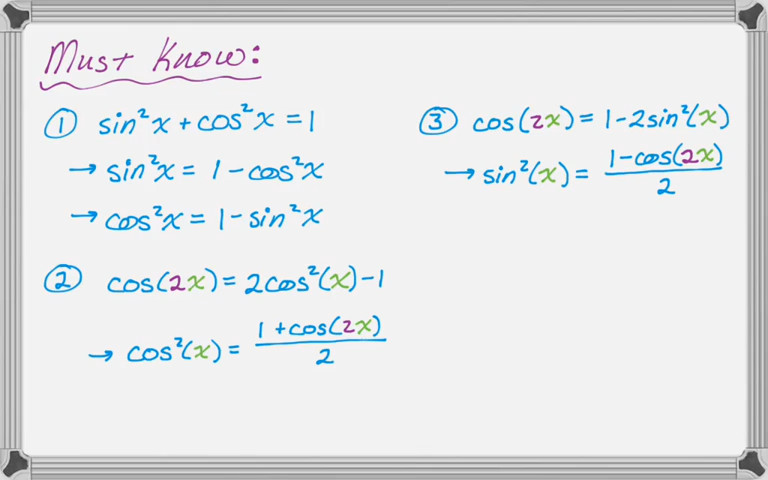 Must Know:
① sin²x + cos²x = 1
→ sin²x = 1 − cos²x
→ cos²x = 1 − sin²x
② cos(2x) = 2cos²(x) − 1
→ cos²(x) = (1 + cos(2x))/2
③ cos(2x) = 1 − 2sin²(x)
→ sin²(x) = (1 − cos(2x))/2